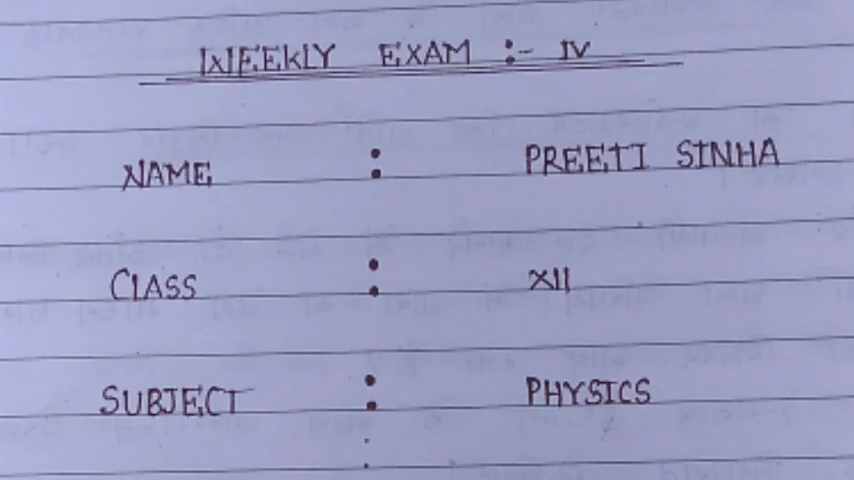 WEEKLY EXAM :- IV
NAME : PREETI SINHA
CLASS : XII
SUBJECT : PHYSICS